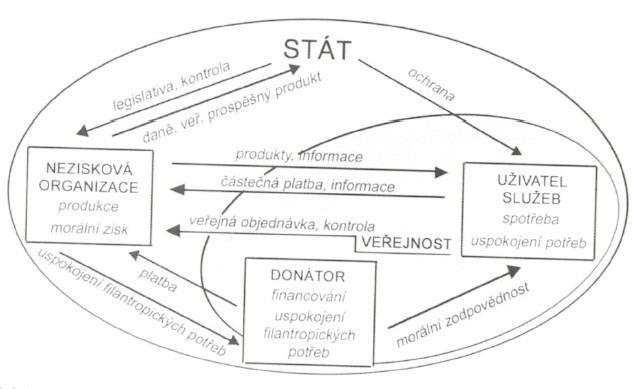 STÁT
legislativa, kontrola
daně, veř. prospěšný produkt
ochrana
NEZISKOVÁ
ORGANIZACE
produkce
morální zisk
produkty, informace
částečná platba, informace
veřejná objednávka, kontrola
VEŘEJNOST
UŽIVATEL
SLUŽEB
spotřeba
uspokojení potřeb
uspokojení filantropických potřeb
platba
DONÁTOR
financování
uspokojení
filantropických
potřeb
morální zodpovědnost